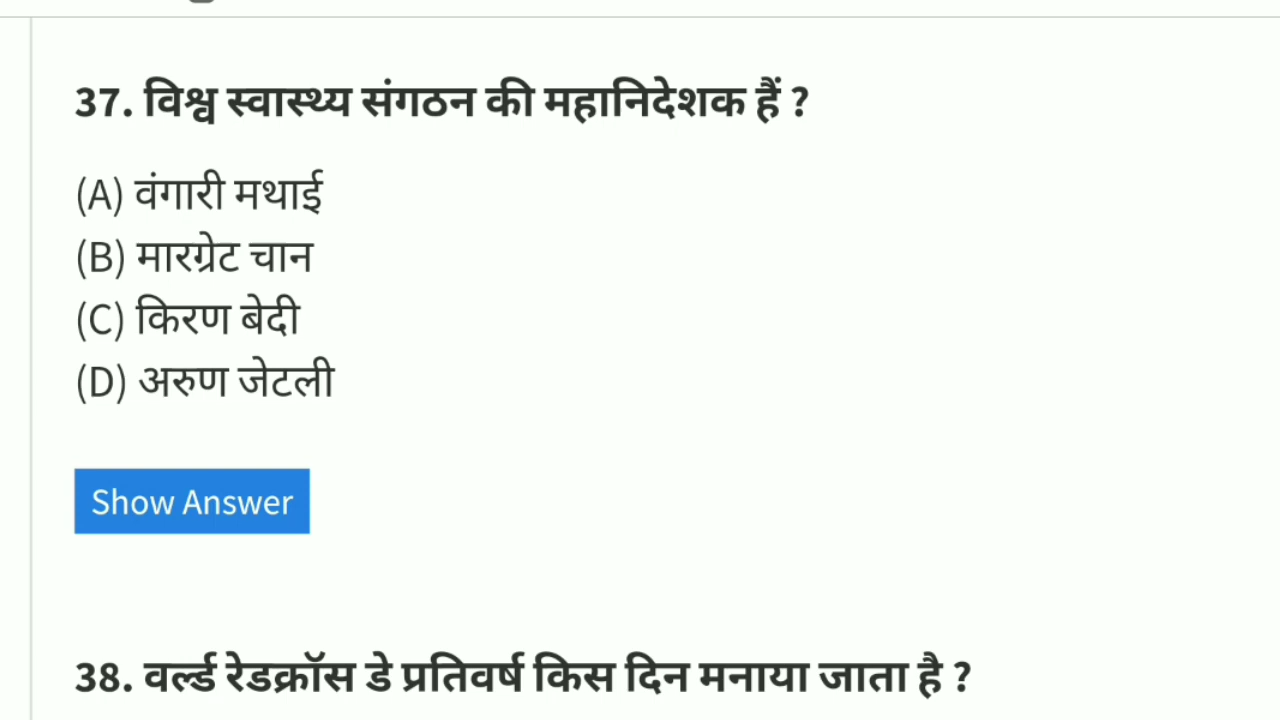 37. विश्व स्वास्थ्य संगठन की महानिदेशक हैं ?
(A) वंगारी मथाई
(B) मारग्रेट चान
(C) किरण बेदी
(D) अरुण जेटली
Show Answer
38. वर्ल्ड रेडक्रॉस डे प्रतिवर्ष किस दिन मनाया जाता है ?